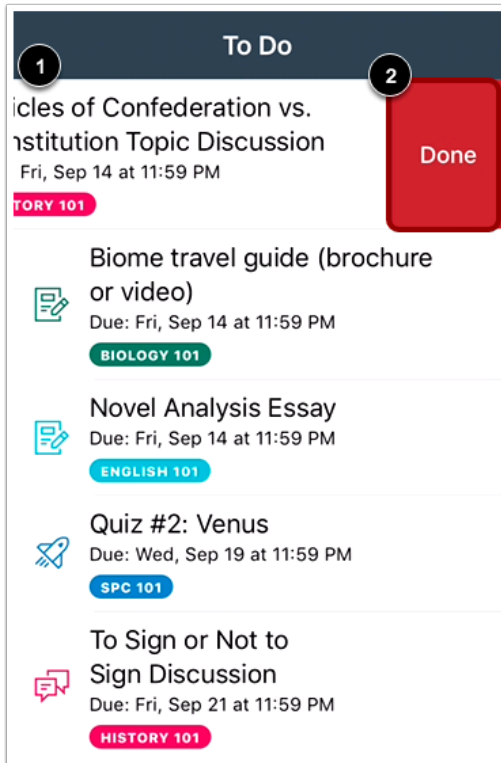 To Do
1
2
icles of Confederation vs.
nstitution Topic Discussion
Fri, Sep 14 at 11:59 PM
TORY 101
Done
Biome travel guide (brochure
or video)
Due: Fri, Sep 14 at 11:59 PM
BIOLOGY 101
Novel Analysis Essay
Due: Fri, Sep 14 at 11:59 PM
ENGLISH 101
Quiz #2: Venus
Due: Wed, Sep 19 at 11:59 PM
SPC 101
To Sign or Not to
Sign Discussion
Due: Fri, Sep 21 at 11:59 PM
HISTORY 101